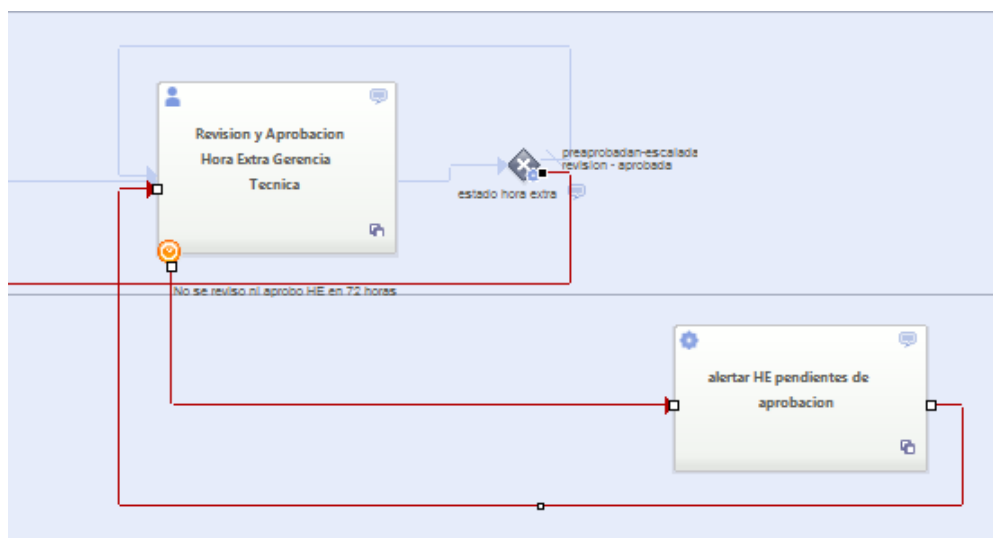 Revision y Aprobacion
Hora Extra Gerencia
Tecnica
preaprobadan-escalada
revision - aprobada
estado hora extra
No se reviso ni aprobo HE en 72 horas
alertar HE pendientes de
aprobacion